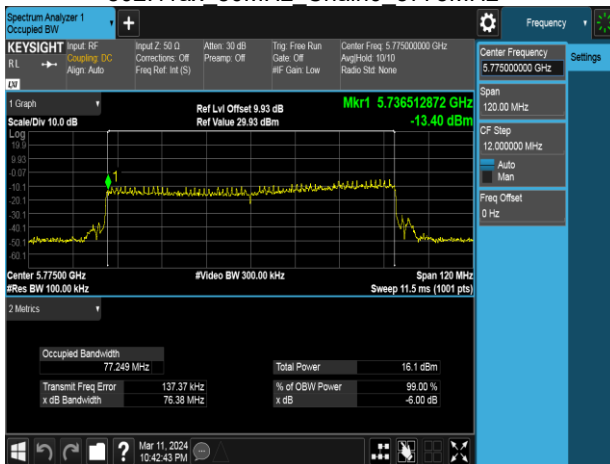 Spectrum Analyzer 1
Occupied BW
+
Frequency
KEYSIGHT
RL
LXI
Input: RF
Coupling: DC
Align: Auto
Input Z: 50 Ω
Corrections: Off
Freq Ref: Int (S)
Atten: 30 dB
Preamp: Off
Trig: Free Run
Gate: Off
#IF Gain: Low
Center Freq: 5.775000000 GHz
Avg|Hold: 10/10
Radio Std: None
Center Frequency
5.775000000 GHz
Settings
Span
120.00 MHz
CF Step
12.000000 MHz
Auto
Man
Freq Offset
0 Hz
1 Graph
Scale/Div 10.0 dB
Ref Lvl Offset 9.93 dB
Ref Value 29.93 dBm
Mkr1 5.736512872 GHz
-13.40 dBm
Log
19.9
9.93
-0.07
-10.1
-20.1
-30.1
-40.1
-50.1
-60.1
1
Center 5.77500 GHz
#Res BW 100.00 kHz
#Video BW 300.00 kHz
Span 120 MHz
Sweep 11.5 ms (1001 pts)
2 Metrics
Occupied Bandwidth
77.249 MHz
Total Power 16.1 dBm
Transmit Freq Error 137.37 kHz
% of OBW Power 99.00 %
x dB Bandwidth 76.38 MHz
x dB -6.00 dB
?
Mar 11, 2024
10:42:43 PM